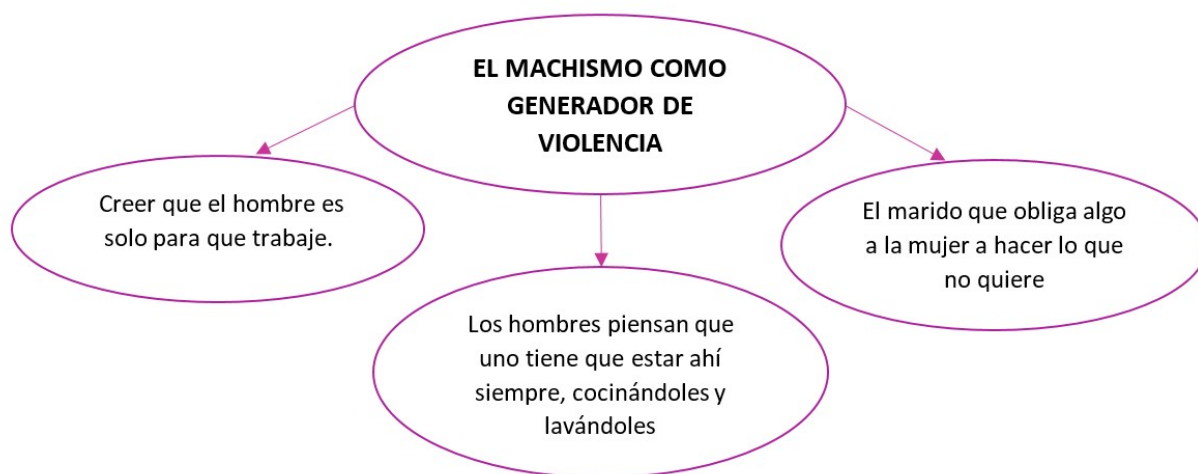 EL MACHISMO COMO
GENERADOR DE
VIOLENCIA
Creer que el hombre es
solo para que trabaje.
Los hombres piensan que
uno tiene que estar ahí
siempre, cocinándoles y
lavándoles
El marido que obliga algo
a la mujer a hacer lo que
no quiere